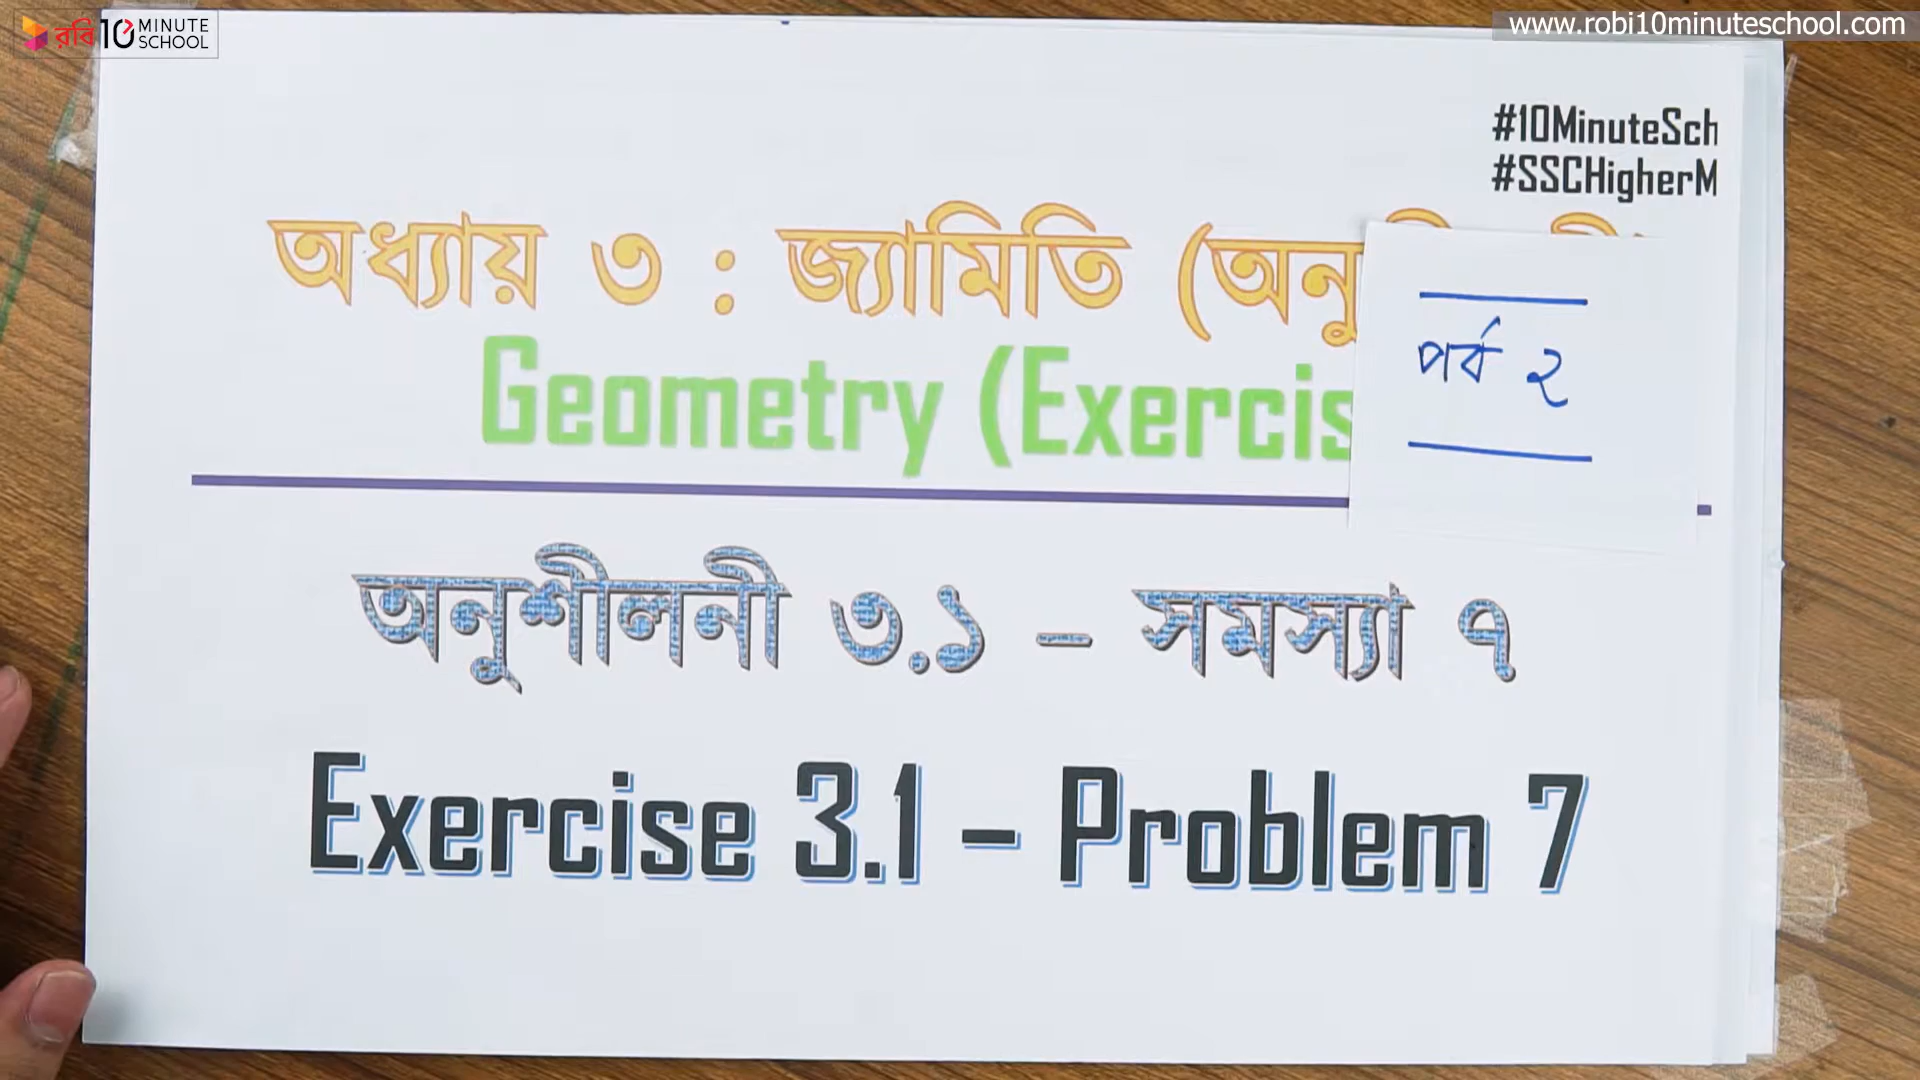 রবি 10 MINUTE SCHOOL
www.robi10minuteschool.com
#10MinuteSch
#SSCHigherM
অধ্যায় ৩ : জ্যামিতি (অনু
Geometry (Exercis
পর্ব ২
অনুশীলনী ৩.১ – সমস্যা ৭
Exercise 3.1 – Problem 7